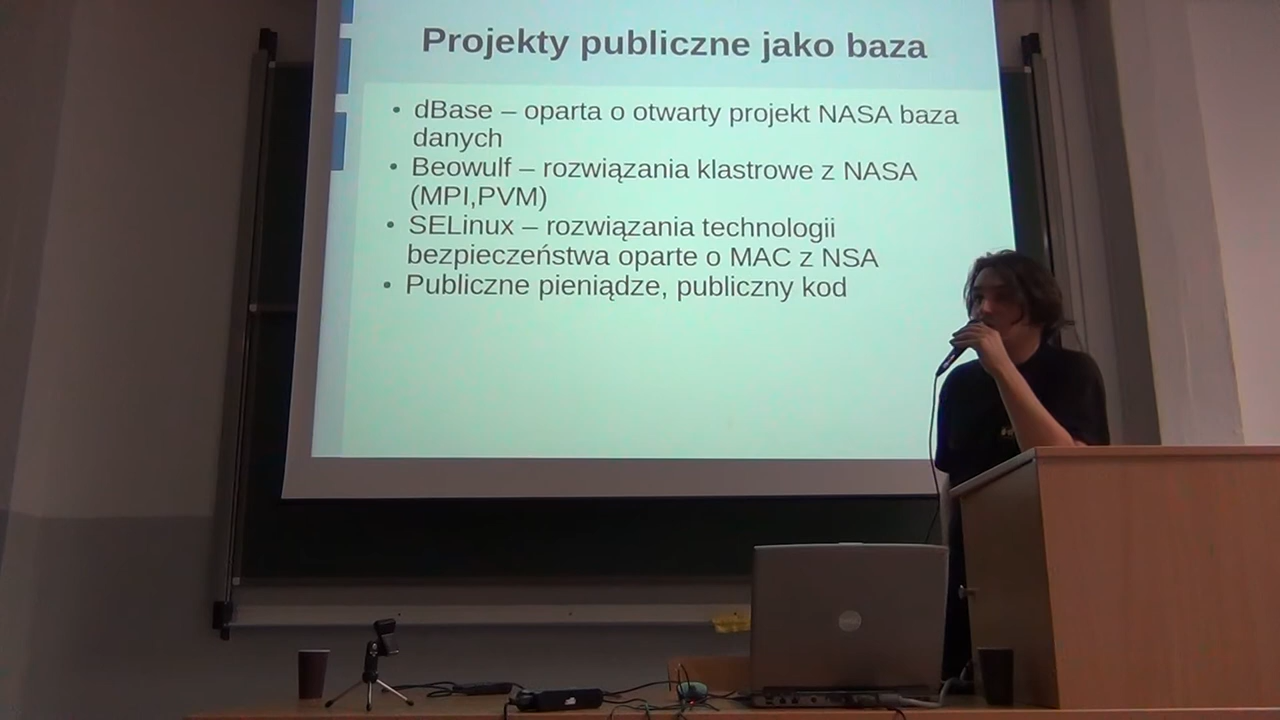 Projekty publiczne jako baza
• dBase – oparta o otwarty projekt NASA baza
danych
• Beowulf – rozwiązania klastrowe z NASA
(MPI,PVM)
• SELinux – rozwiązania technologii
bezpieczeństwa oparte o MAC z NSA
• Publiczne pieniądze, publiczny kod